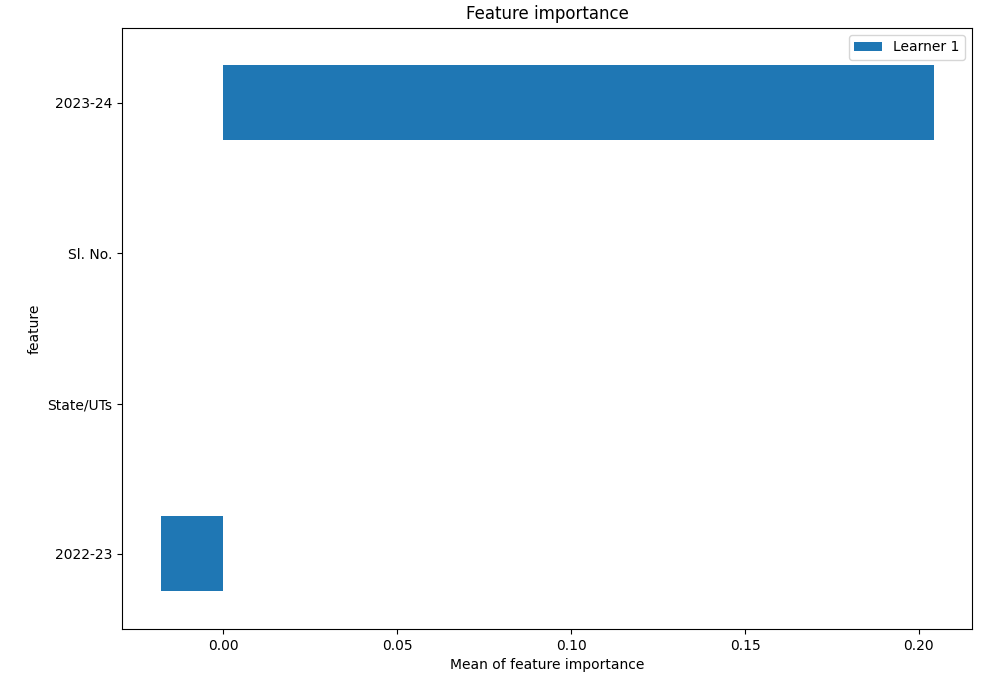 Feature importance
Learner 1
2023-24
Sl. No.
State/UTs
2022-23
feature
0.00 0.05 0.10 0.15 0.20
Mean of feature importance